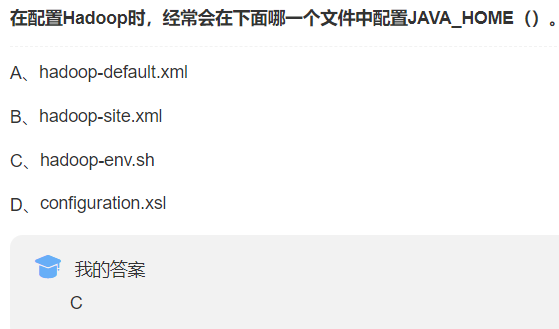 在配置Hadoop时，经常会在下面哪一个文件中配置JAVA_HOME（）。
A、hadoop-default.xml
B、hadoop-site.xml
C、hadoop-env.sh
D、configuration.xsl
我的答案
C